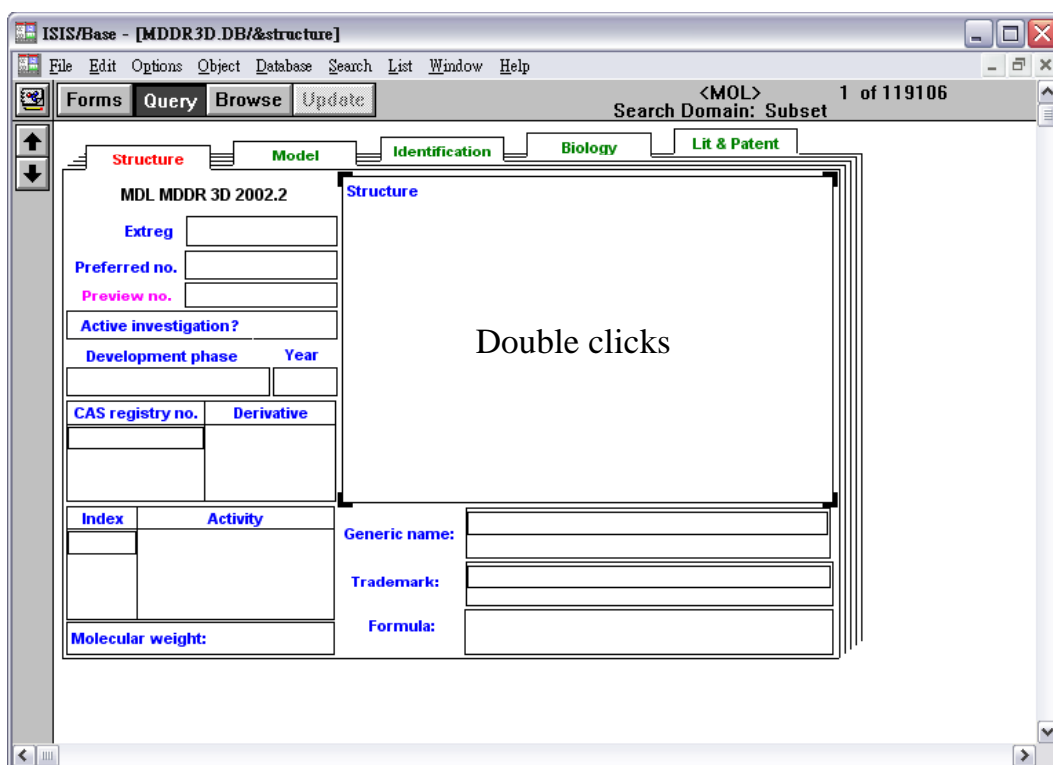 ISIS/Base - [MDDR3D.DB/&structure]
File Edit Options Object Database Search List Window Help
Forms Query Browse Update
<MOL> 1 of 119106
Search Domain: Subset
Structure Model Identification Biology Lit & Patent
MDL MDDR 3D 2002.2
Structure
Extreg
Preferred no.
Preview no.
Active investigation?
Double clicks
Development phase Year
CAS registry no. Derivative
Index Activity
Generic name:
Trademark:
Formula:
Molecular weight: